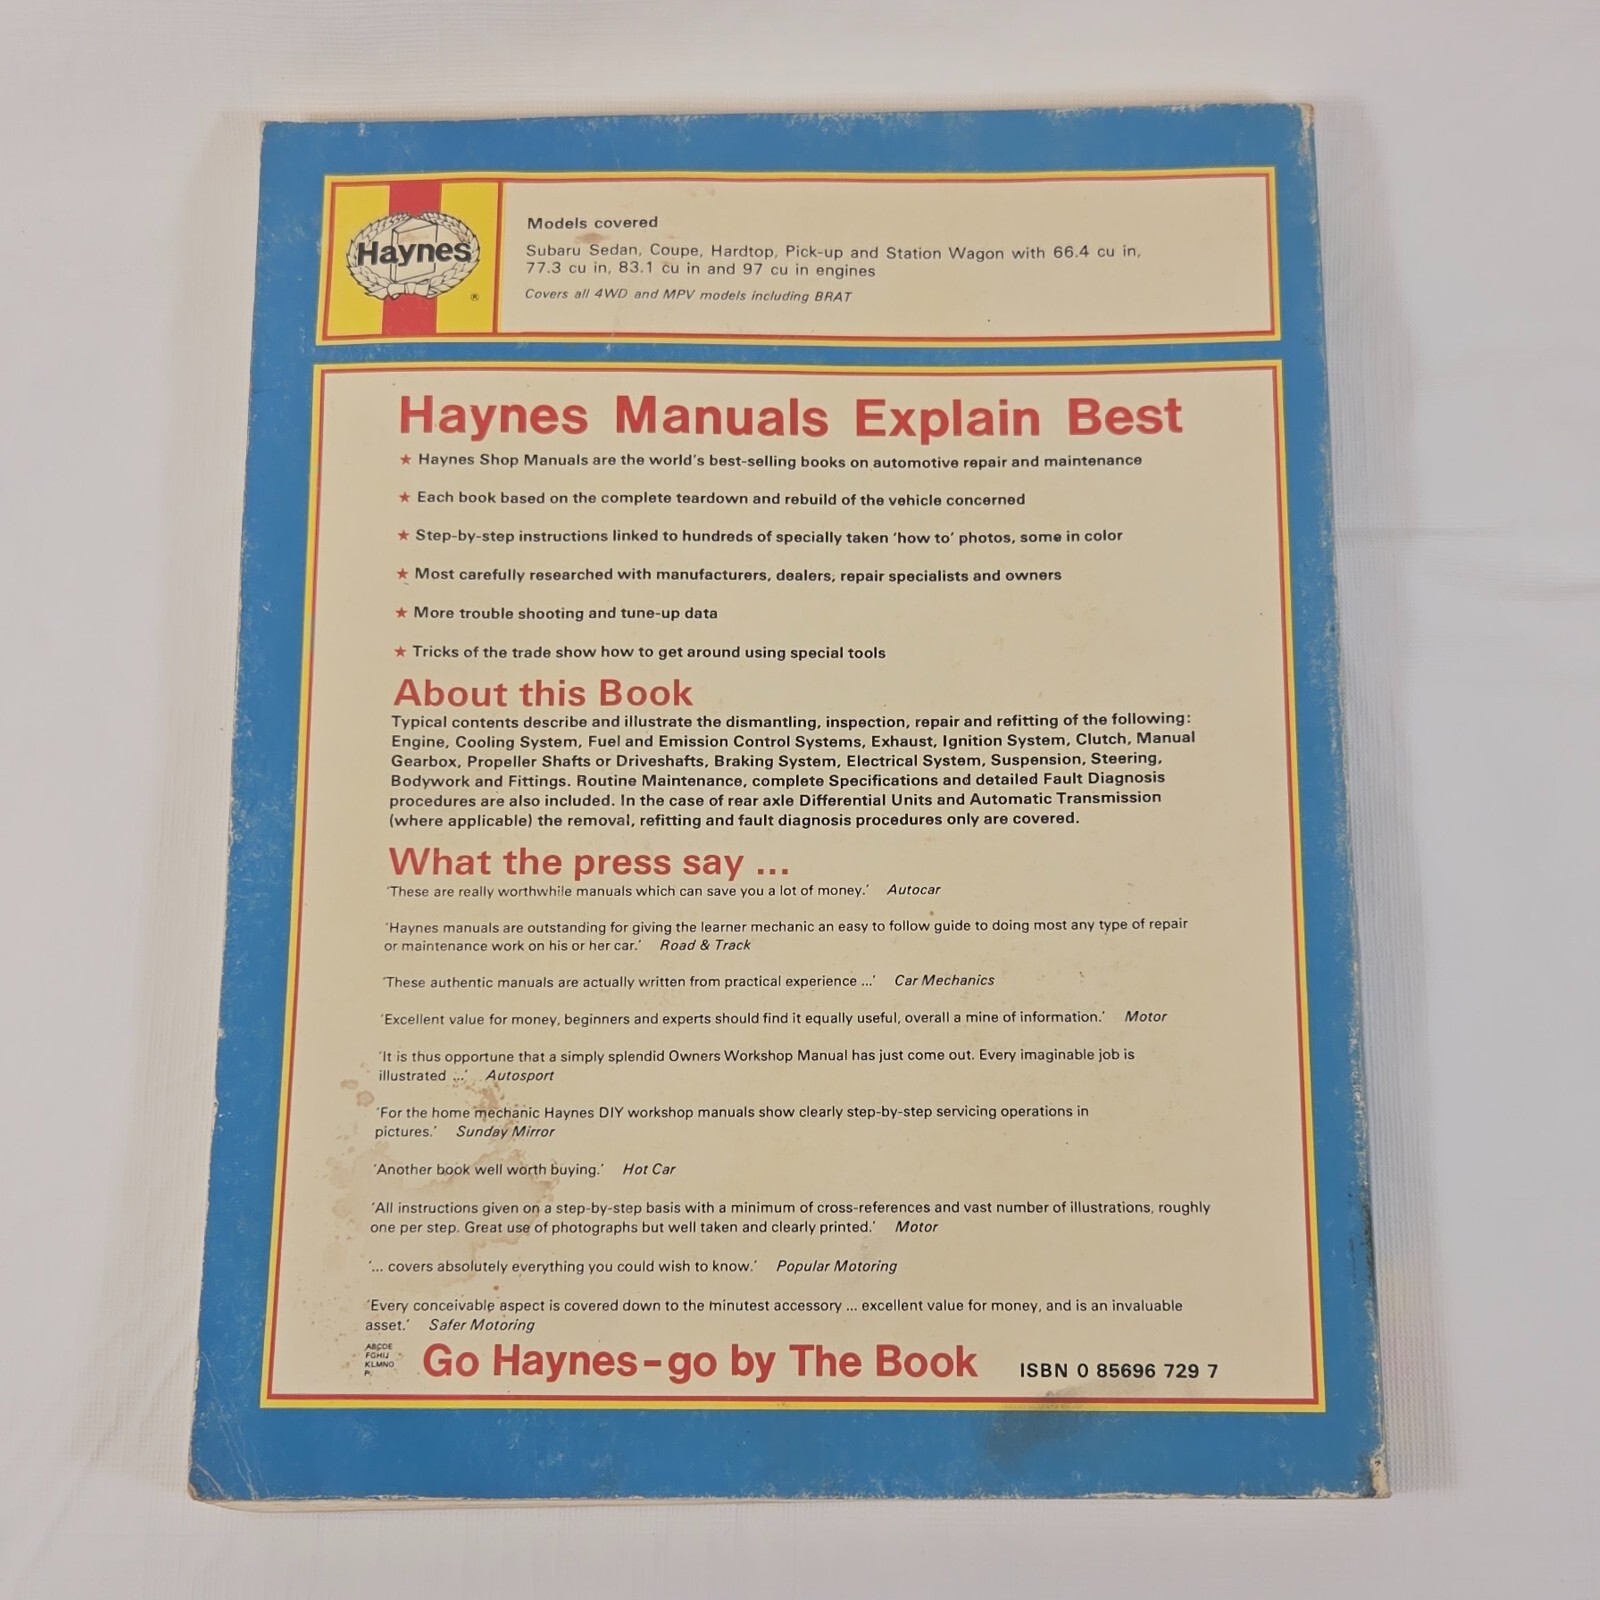 Haynes
®
Models covered
Subaru Sedan, Coupe, Hardtop, Pick-up and Station Wagon with 66.4 cu in,
77.3 cu in, 83.1 cu in and 97 cu in engines
Covers all 4WD and MPV models including BRAT
Haynes Manuals Explain Best
★ Haynes Shop Manuals are the world's best-selling books on automotive repair and maintenance
★ Each book based on the complete teardown and rebuild of the vehicle concerned
★ Step-by-step instructions linked to hundreds of specially taken 'how to' photos, some in color
★ Most carefully researched with manufacturers, dealers, repair specialists and owners
★ More trouble shooting and tune-up data
★ Tricks of the trade show how to get around using special tools
About this Book
Typical contents describe and illustrate the dismantling, inspection, repair and refitting of the following:
Engine, Cooling System, Fuel and Emission Control Systems, Exhaust, Ignition System, Clutch, Manual
Gearbox, Propeller Shafts or Driveshafts, Braking System, Electrical System, Suspension, Steering,
Bodywork and Fittings. Routine Maintenance, complete Specifications and detailed Fault Diagnosis
procedures are also included. In the case of rear axle Differential Units and Automatic Transmission
(where applicable) the removal, refitting and fault diagnosis procedures only are covered.
What the press say ...
'These are really worthwhile manuals which can save you a lot of money.' Autocar
'Haynes manuals are outstanding for giving the learner mechanic an easy to follow guide to doing most any type of repair
or maintenance work on his or her car.' Road & Track
'These authentic manuals are actually written from practical experience ...' Car Mechanics
'Excellent value for money, beginners and experts should find it equally useful, overall a mine of information.' Motor
'It is thus opportune that a simply splendid Owners Workshop Manual has just come out. Every imaginable job is
illustrated ...' Autosport
'For the home mechanic Haynes DIY workshop manuals show clearly step-by-step servicing operations in
pictures.' Sunday Mirror
'Another book well worth buying.' Hot Car
'All instructions given on a step-by-step basis with a minimum of cross-references and vast number of illustrations, roughly
one per step. Great use of photographs but well taken and clearly printed.' Motor
'... covers absolutely everything you could wish to know.' Popular Motoring
'Every conceivable aspect is covered down to the minutest accessory ... excellent value for money, and is an invaluable
asset.' Safer Motoring
ABCDE
FGHIJ
KLMNO
P
Go Haynes-go by The Book
ISBN 0 85696 729 7